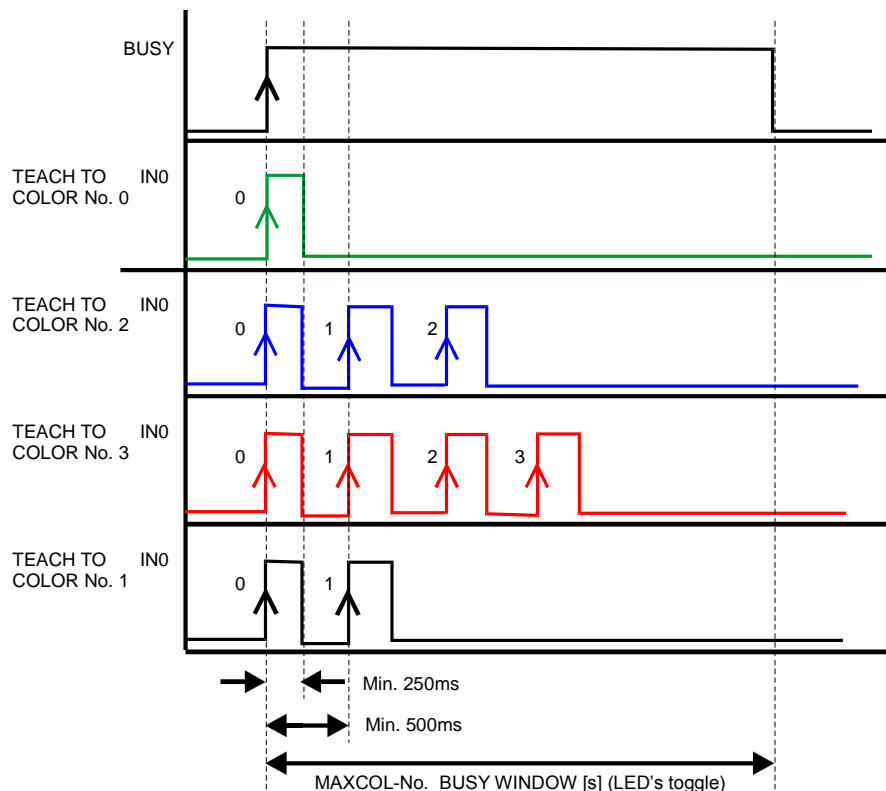 BUSY
TEACH TO IN0
COLOR No. 0
0
TEACH TO IN0
COLOR No. 2
0 1 2
TEACH TO IN0
COLOR No. 3
0 1 2 3
TEACH TO IN0
COLOR No. 1
0 1
Min. 250ms
Min. 500ms
MAXCOL-No. BUSY WINDOW [s] (LED's toggle)